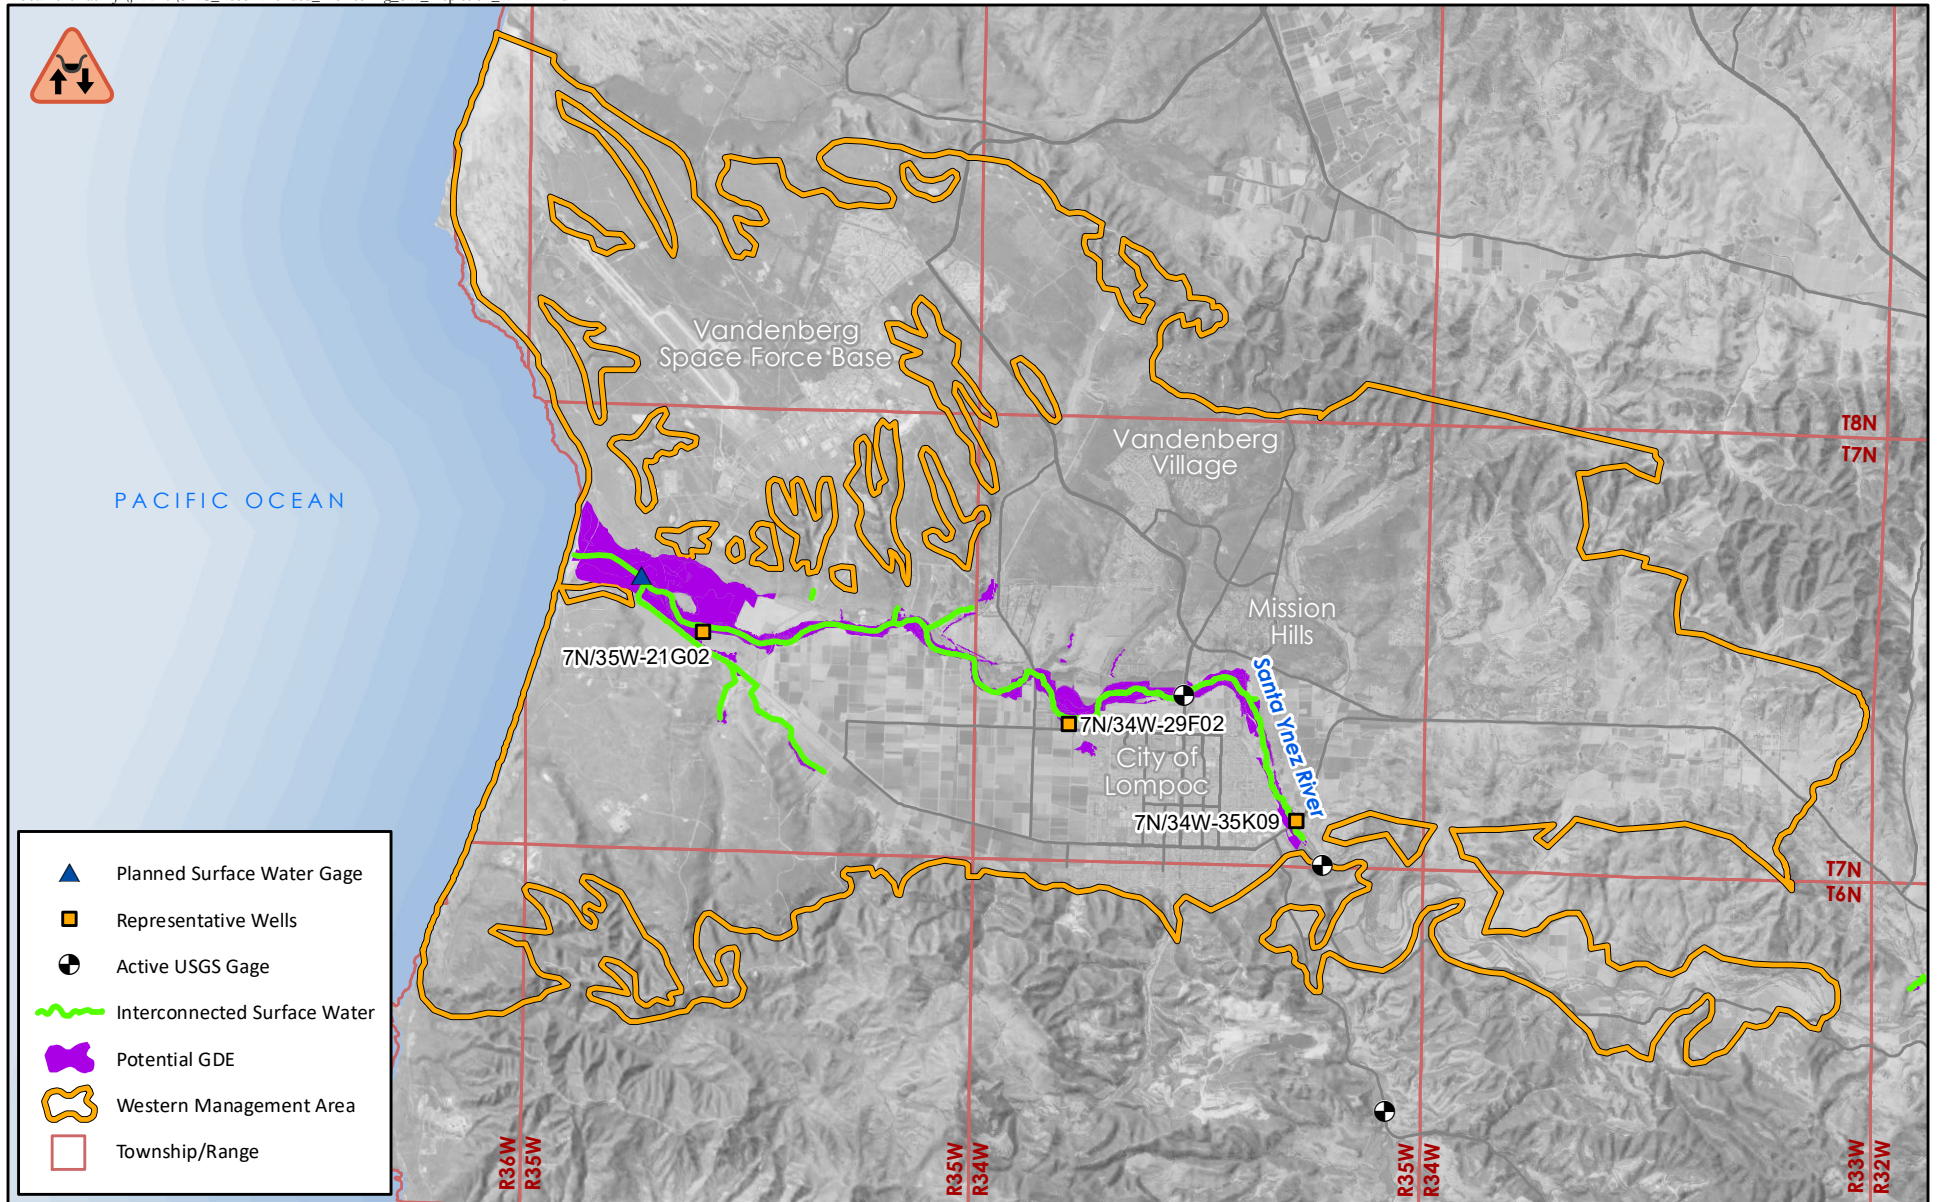 Vandenberg
Space Force Base
Vandenberg
Village
T8N
T7N
PACIFIC OCEAN
Mission
Hills
7N/35W-21G02
Santa Ynez River
7N/34W-29F02
City of
Lompoc
7N/34W-35K09
T7N
T6N
Planned Surface Water Gage
Representative Wells
Active USGS Gage
Interconnected Surface Water
Potential GDE
Western Management Area
Township/Range
R36W
R35W
R35W
R34W
R35W
R34W
R33W
R32W